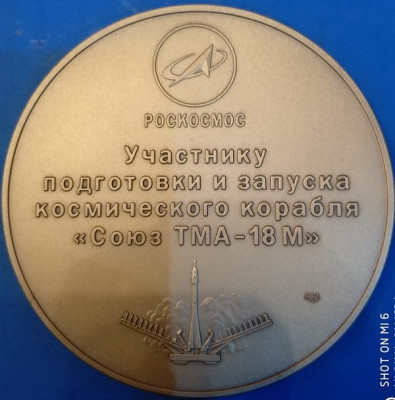 РОСКОСМОС
Участнику
подготовки и запуска
космического корабля
«Союз ТМА-18М»
SHOT ON MI 6